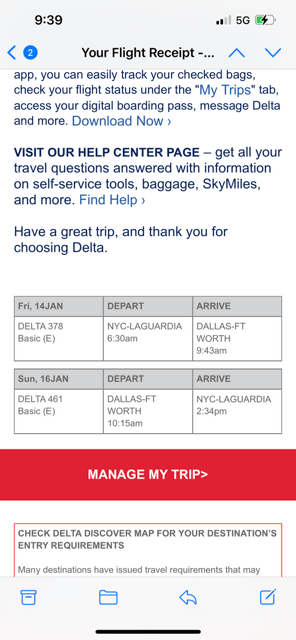 9:39
5G
2
Your Flight Receipt -...
app, you can easily track your checked bags,
check your flight status under the "My Trips" tab,
access your digital boarding pass, message Delta
and more. Download Now ›
VISIT OUR HELP CENTER PAGE – get all your
travel questions answered with information
on self-service tools, baggage, SkyMiles,
and more. Find Help ›
Have a great trip, and thank you for
choosing Delta.
Fri, 14JAN DEPART ARRIVE
DELTA 378 NYC-LAGUARDIA DALLAS-FT
Basic (E) 6:30am WORTH
9:43am
Sun, 16JAN DEPART ARRIVE
DELTA 461 DALLAS-FT NYC-LAGUARDIA
Basic (E) WORTH 2:34pm
10:15am
MANAGE MY TRIP>
CHECK DELTA DISCOVER MAP FOR YOUR DESTINATION'S
ENTRY REQUIREMENTS
Many destinations have issued travel requirements that may